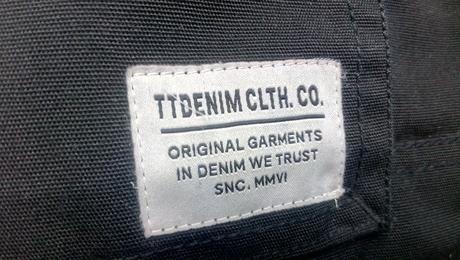 TTDENIM CLTH. CO.
ORIGINAL GARMENTS
IN DENIM WE TRUST
SNC. MMVI